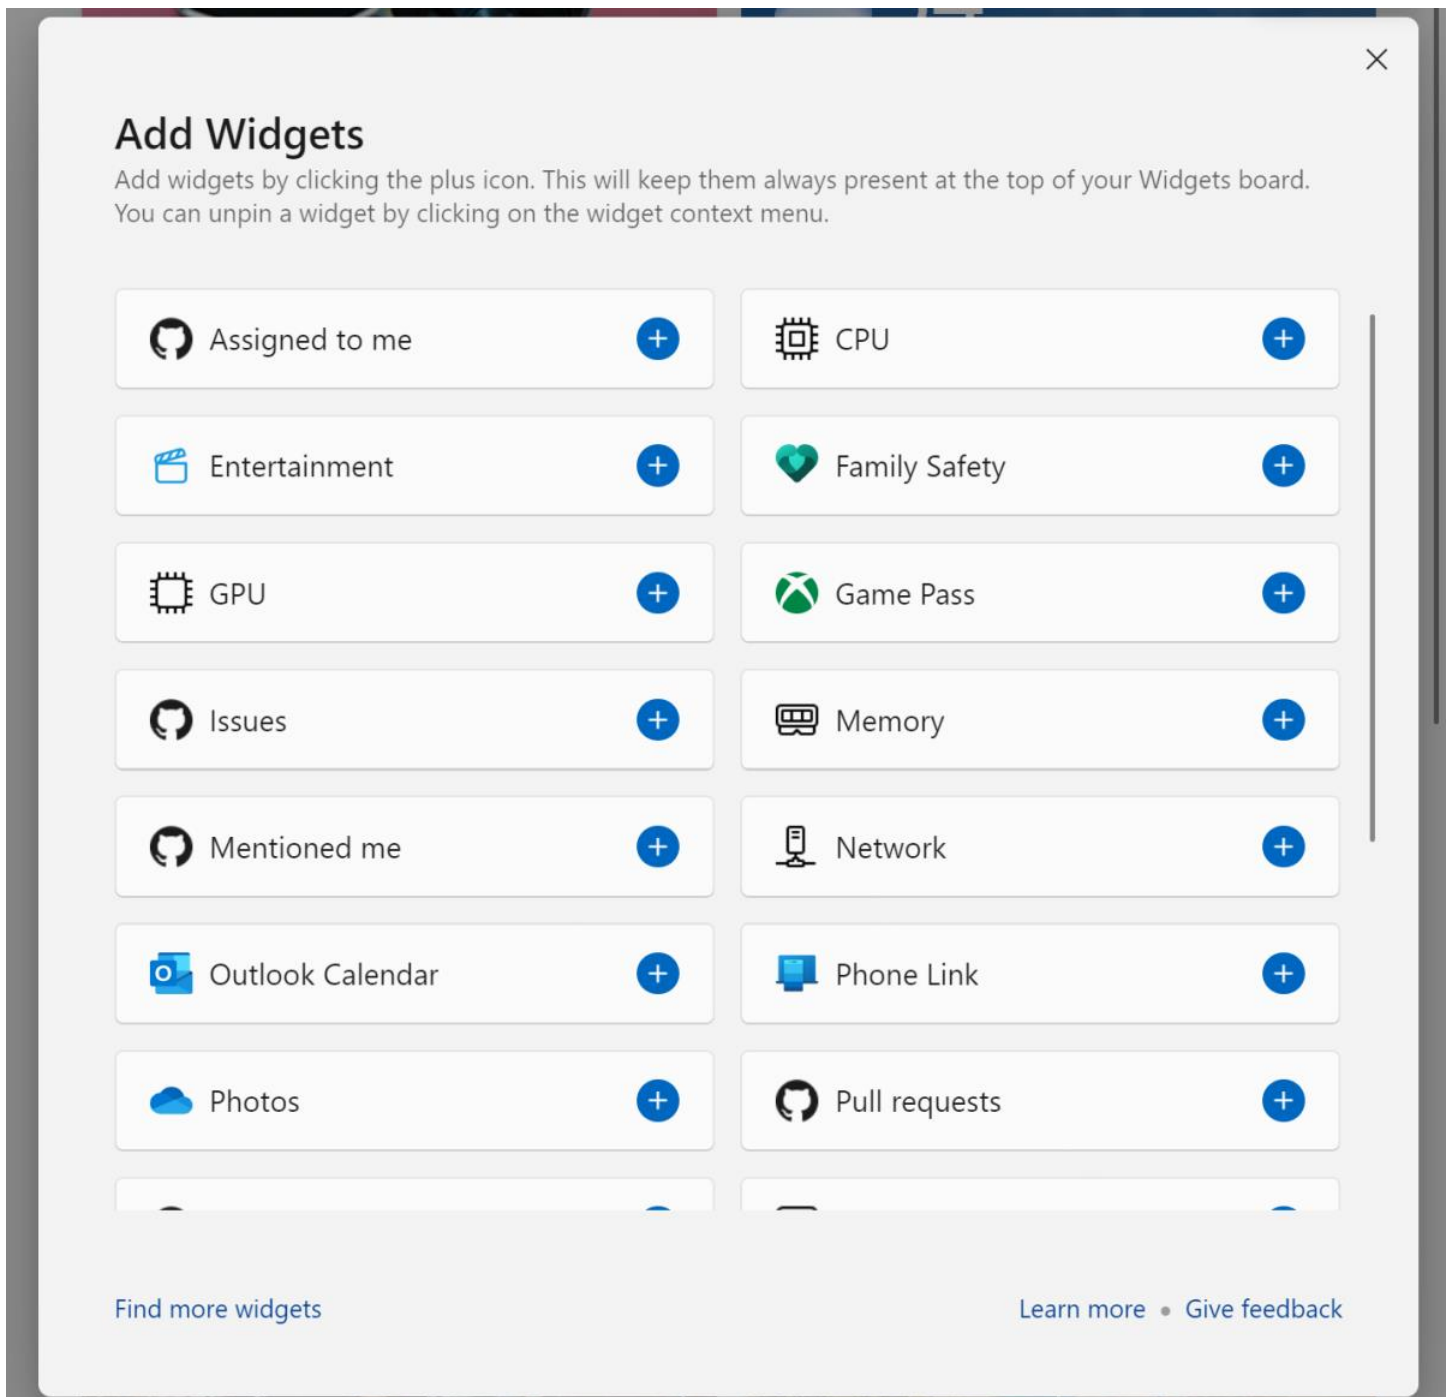 Add Widgets
Add widgets by clicking the plus icon. This will keep them always present at the top of your Widgets board.
You can unpin a widget by clicking on the widget context menu.
Assigned to me
CPU
Entertainment
Family Safety
GPU
Game Pass
Issues
Memory
Mentioned me
Network
Outlook Calendar
Phone Link
Photos
Pull requests
Find more widgets
Learn more • Give feedback